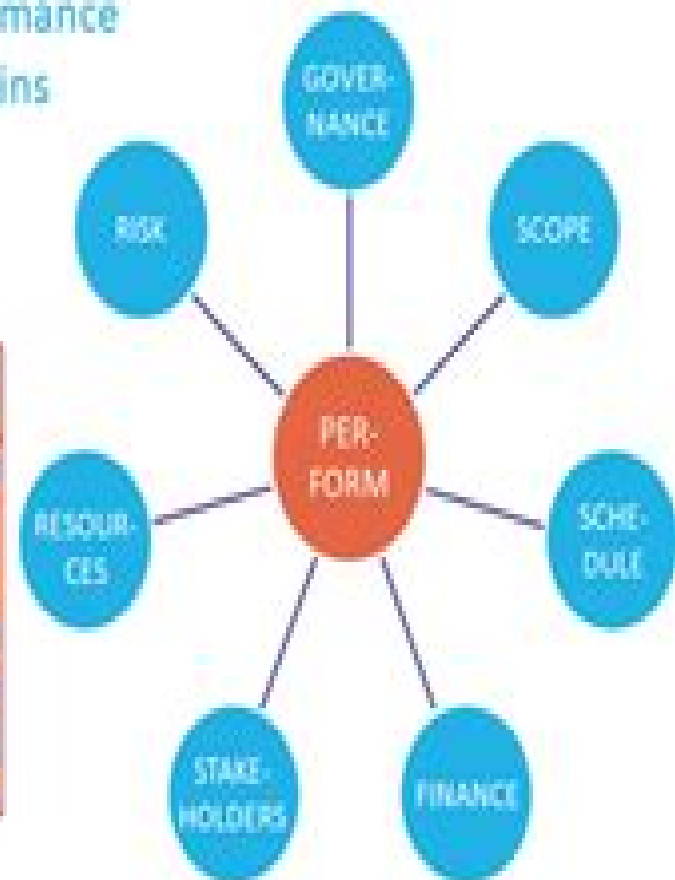 mance
ins
GOVER-
NANCE
RISK
SCOPE
PER-
FORM
RESOUR-
CES
SCHE-
DULE
STAKE-
HOLDERS
FINANCE